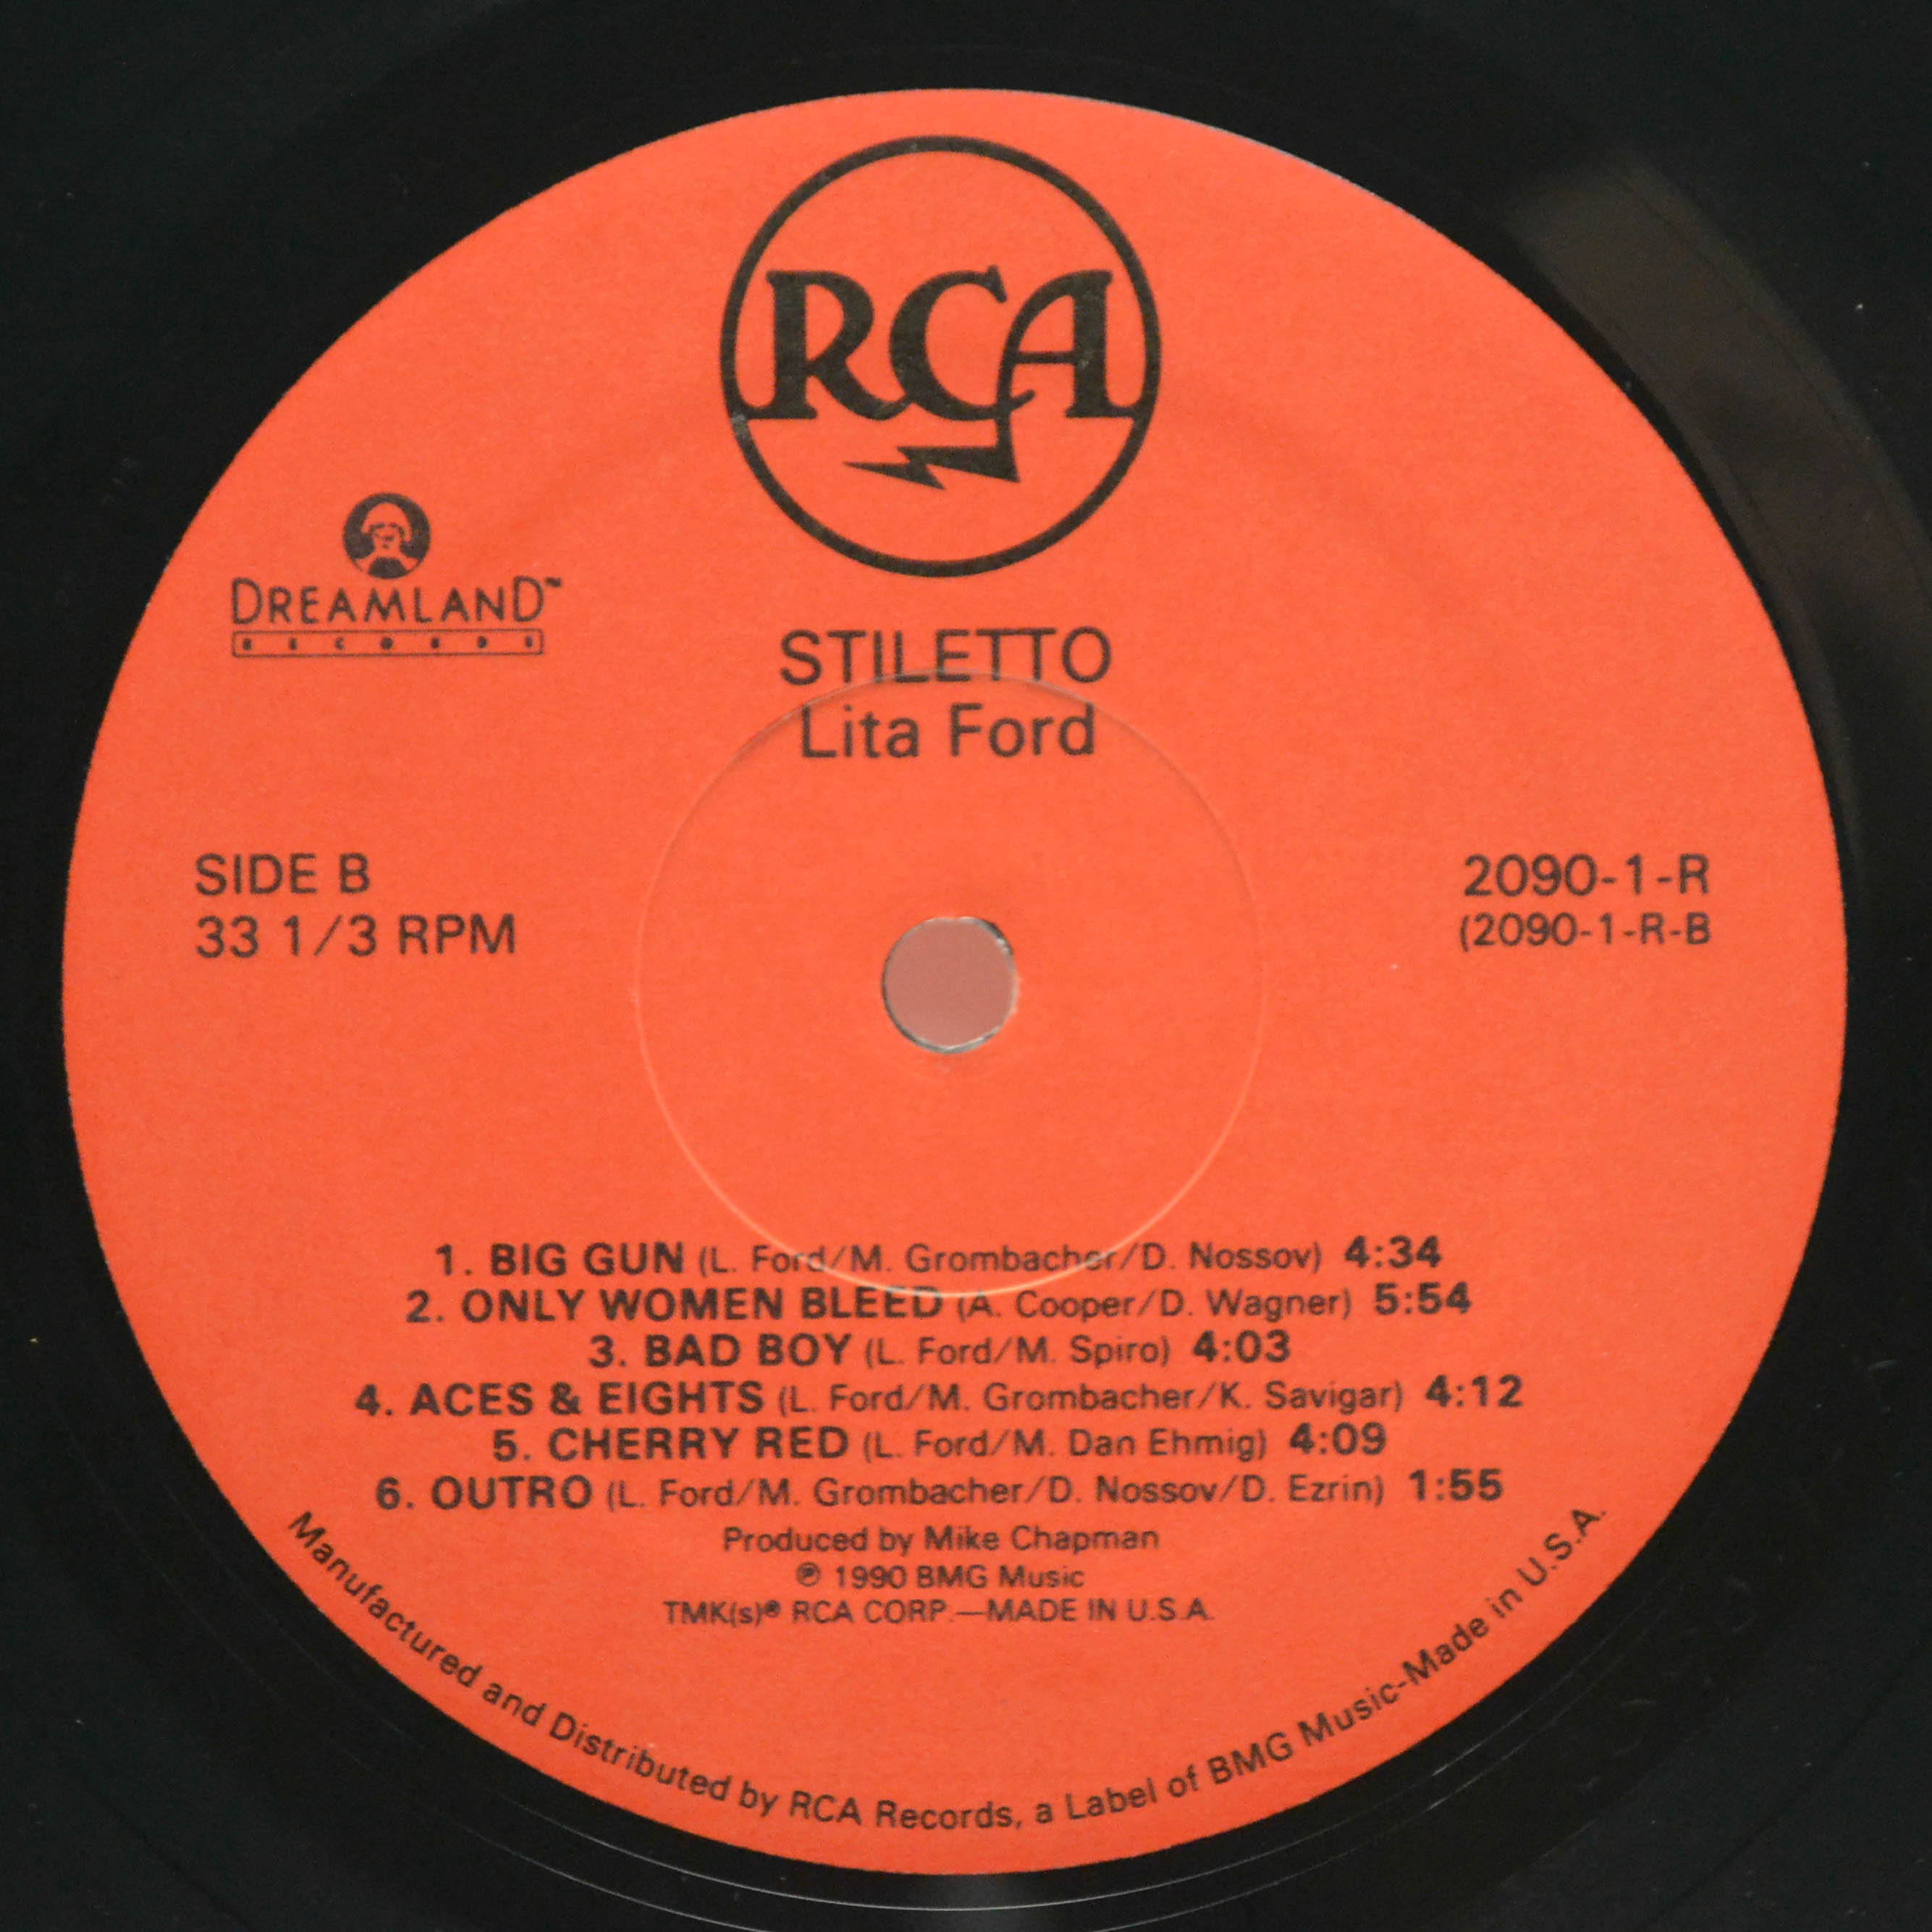 RCA
DREAMLAND™
RECORDS
STILETTO
Lita Ford
SIDE B
33 1/3 RPM
2090-1-R
(2090-1-R-B
1. BIG GUN (L. Ford/M. Grombacher/D. Nossov) 4:34
2. ONLY WOMEN BLEED (A. Cooper/D. Wagner) 5:54
3. BAD BOY (L. Ford/M. Spiro) 4:03
4. ACES & EIGHTS (L. Ford/M. Grombacher/K. Savigar) 4:12
5. CHERRY RED (L. Ford/M. Dan Ehmig) 4:09
6. OUTRO (L. Ford/M. Grombacher/D. Nossov/D. Ezrin) 1:55
Produced by Mike Chapman
℗ 1990 BMG Music
TMK(s)® RCA CORP.—MADE IN U.S.A.
Manufactured and Distributed by RCA Records, a Label of BMG Music-Made in U.S.A.